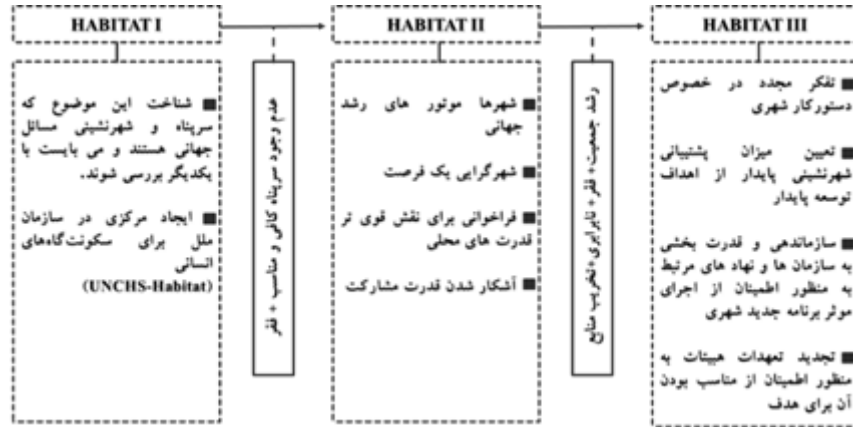 HABITAT I
HABITAT II
HABITAT III
شناخت این موضوع که
سرپناه و شهرنشینی مسائل
جهانی هستند و می بایست با
یکدیگر بررسی شوند.
ایجاد مرکزی در سازمان
ملل برای سکونت‌گاه‌های
انسانی
(UNCHS-Habitat)
عدم وجود سرپناه کافی و مناسب + فقر
شهرها موتور های رشد
جهانی
شهرگرایی یک فرصت
فراخوانی برای نقش قوی تر
قدرت های محلی
آشکار شدن قدرت مشارکت
رشد جمعیت+ فقر + نابرابری+تخریب منابع
تفکر مجدد در خصوص
دستورکار شهری
تعیین میزان پشتیبانی
شهرنشینی پایدار از اهداف
توسعه پایدار
سازماندهی و قدرت بخشی
به سازمان ها و نهاد های مرتبط
به منظور اطمینان از اجرای
موثر برنامه جدید شهری
تجدید تعهدات هبیتات به
منظور اطمینان از مناسب بودن
آن برای هدف